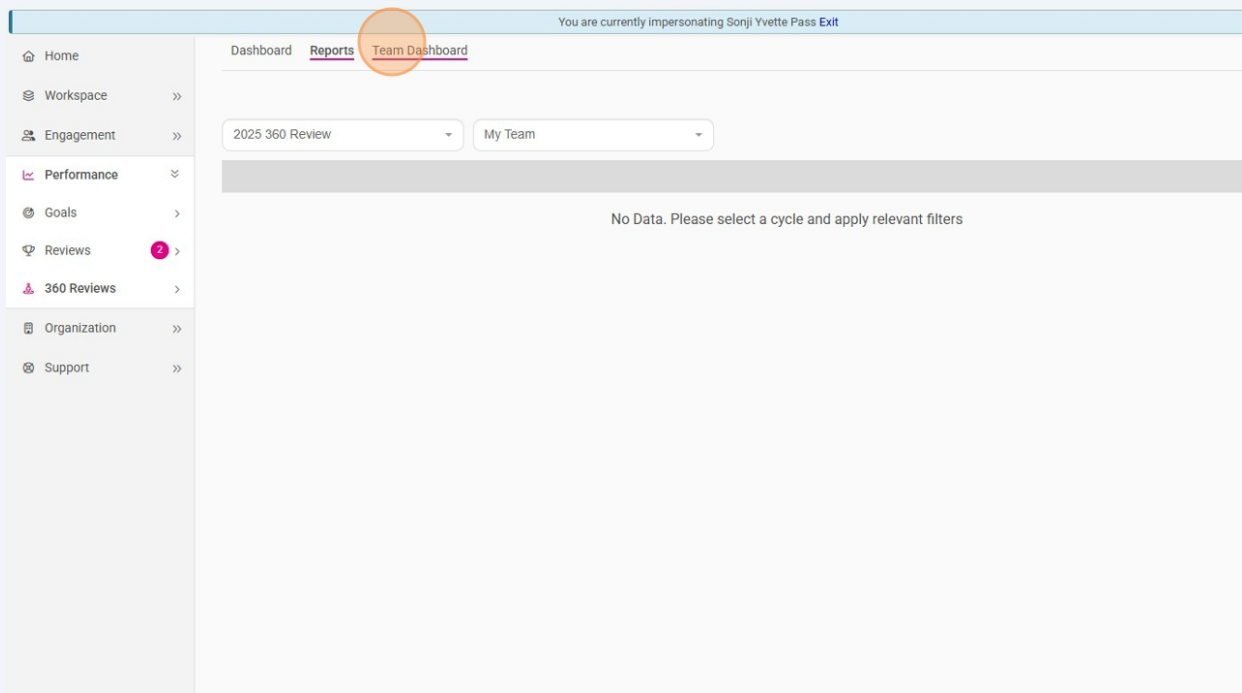 You are currently impersonating Sonji Yvette Pass Exit
Home
Dashboard Reports Team Dashboard
Workspace
Engagement
2025 360 Review My Team
Performance
Goals
No Data. Please select a cycle and apply relevant filters
Reviews 2
360 Reviews
Organization
Support